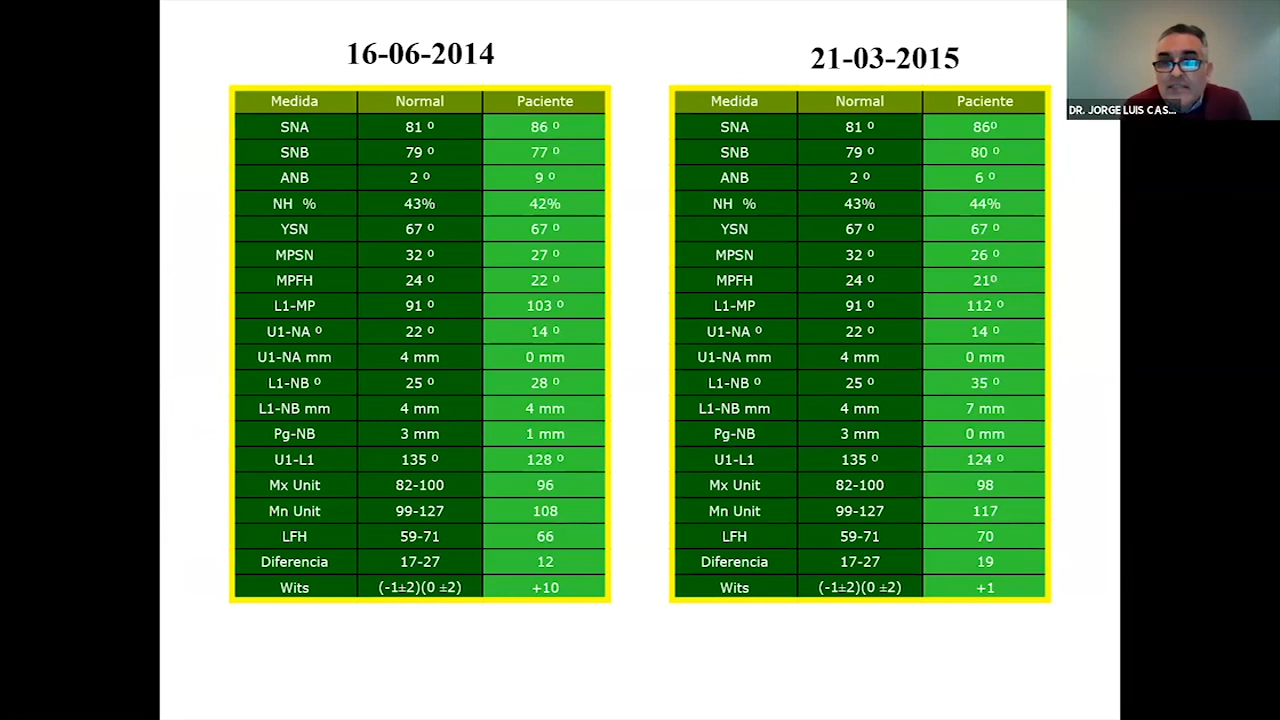 16-06-2014
Medida Normal Paciente
SNA 81 º 86 º
SNB 79 º 77 º
ANB 2 º 9 º
NH % 43% 42%
YSN 67 º 67 º
MPSN 32 º 27 º
MPFH 24 º 22 º
L1-MP 91 º 103 º
U1-NA º 22 º 14 º
U1-NA mm 4 mm 0 mm
L1-NB º 25 º 28 º
L1-NB mm 4 mm 4 mm
Pg-NB 3 mm 1 mm
U1-L1 135 º 128 º
Mx Unit 82-100 96
Mn Unit 99-127 108
LFH 59-71 66
Diferencia 17-27 12
Wits (-1±2)(0 ±2) +10
21-03-2015
Medida Normal Paciente
SNA 81 º 86º
SNB 79 º 80 º
ANB 2 º 6 º
NH % 43% 44%
YSN 67 º 67 º
MPSN 32 º 26 º
MPFH 24 º 21º
L1-MP 91 º 112 º
U1-NA º 22 º 14 º
U1-NA mm 4 mm 0 mm
L1-NB º 25 º 35 º
L1-NB mm 4 mm 7 mm
Pg-NB 3 mm 0 mm
U1-L1 135 º 124 º
Mx Unit 82-100 98
Mn Unit 99-127 117
LFH 59-71 70
Diferencia 17-27 19
Wits (-1±2)(0 ±2) +1
DR. JORGE LUIS CAS...